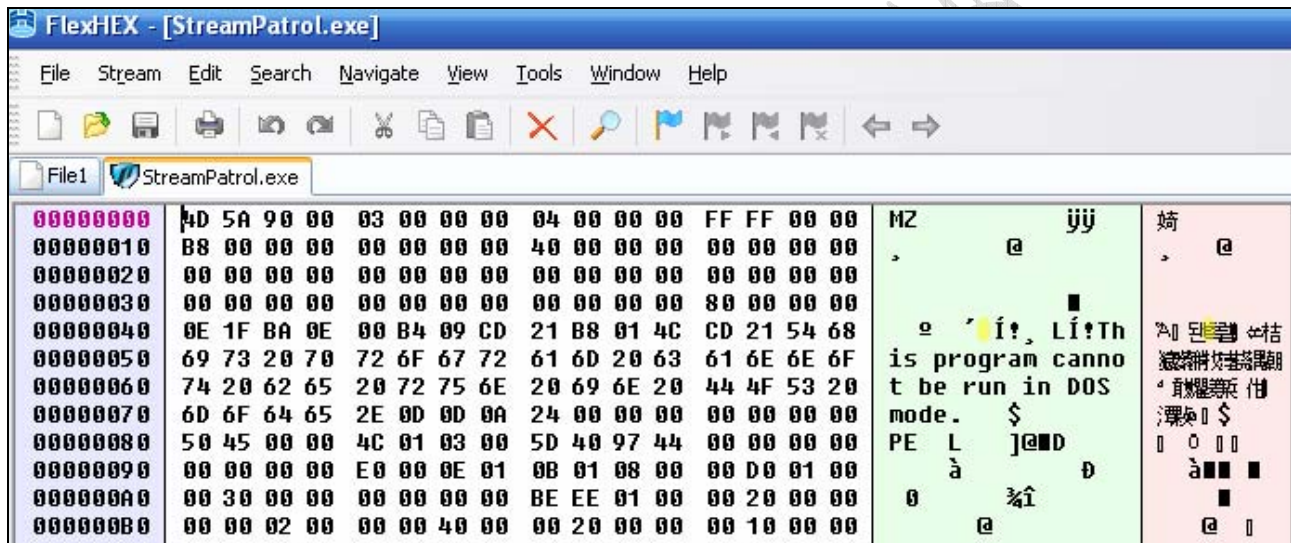 FlexHEX - [StreamPatrol.exe]
File Stream Edit Search Navigate View Tools Window Help
File1 StreamPatrol.exe
00000000 4D 5A 90 00 03 00 00 00 04 00 00 00 FF FF 00 00 MZ ÿÿ 婍
00000010 B8 00 00 00 00 00 00 00 40 00 00 00 00 00 00 00 ¸ @ ¸ @
00000020 00 00 00 00 00 00 00 00 00 00 00 00 00 00 00 00
00000030 00 00 00 00 00 00 00 00 00 00 00 00 80 00 00 00
00000040 0E 1F BA 0E 00 B4 09 CD 21 B8 01 4C CD 21 54 68 º ´ Í!¸ LÍ!Th
00000050 69 73 20 70 72 6F 67 72 61 6D 20 63 61 6E 6E 6F is program canno
00000060 74 20 62 65 20 72 75 6E 20 69 6E 20 44 4F 53 20 t be run in DOS
00000070 6D 6F 64 65 2E 0D 0D 0A 24 00 00 00 00 00 00 00 mode. $ $
00000080 50 45 00 00 4C 01 03 00 5D 40 97 44 00 00 00 00 PE L ]@ D
00000090 00 00 00 00 E0 00 0E 01 0B 01 08 00 00 D0 01 00 à Ð à
000000A0 00 30 00 00 00 00 00 00 BE EE 01 00 00 20 00 00 0 ¾î
000000B0 00 00 02 00 00 00 40 00 00 20 00 00 00 10 00 00 @ @